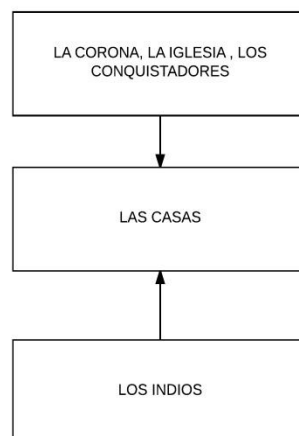 LA CORONA, LA IGLESIA , LOS
CONQUISTADORES
LAS CASAS
LOS INDIOS